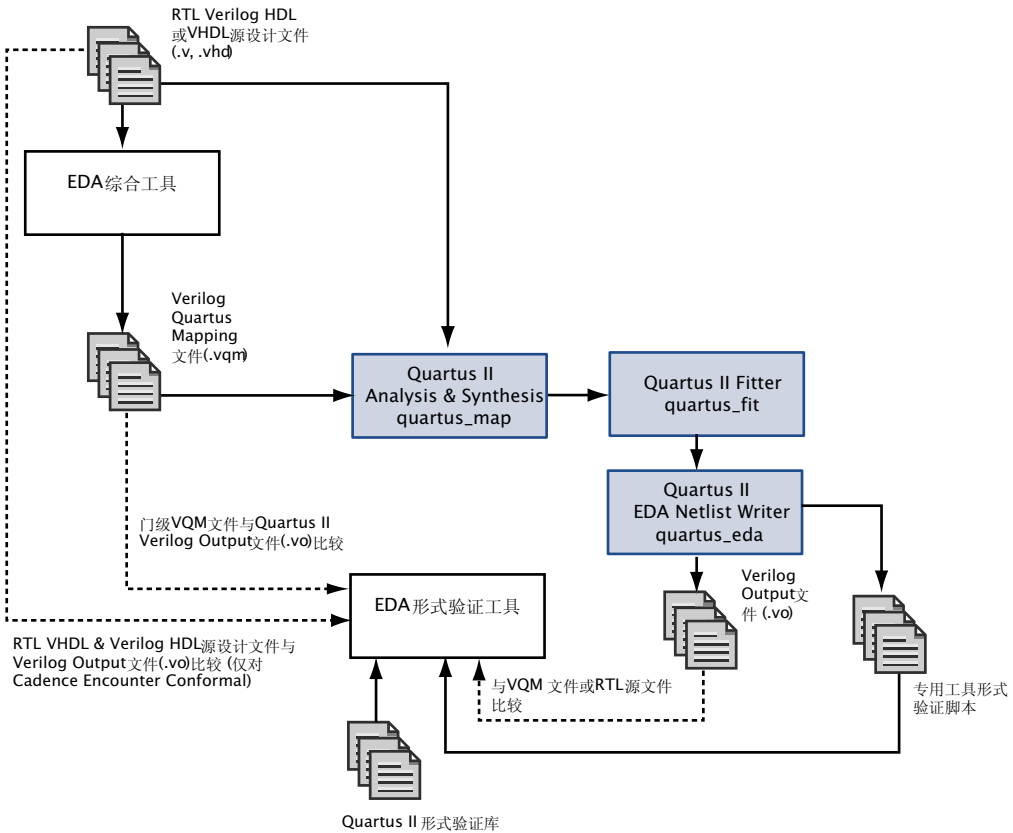 RTL Verilog HDL
或VHDL源设计文件
(.v, .vhd)
EDA综合工具
Verilog
Quartus
Mapping
文件(.vqm)
Quartus II
Analysis & Synthesis
quartus_map
Quartus II Fitter
quartus_fit
Quartus II
EDA Netlist Writer
quartus_eda
门级VQM文件与Quartus II
Verilog Output文件(.vo)比较
Verilog
Output文
件 (.vo)
EDA形式验证工具
RTL VHDL & Verilog HDL源设计文件与
Verilog Output文件(.vo)比较 (仅对
Cadence Encounter Conformal)
与VQM 文件或RTL源文件
比较
专用工具形式
验证脚本
Quartus II 形式验证库